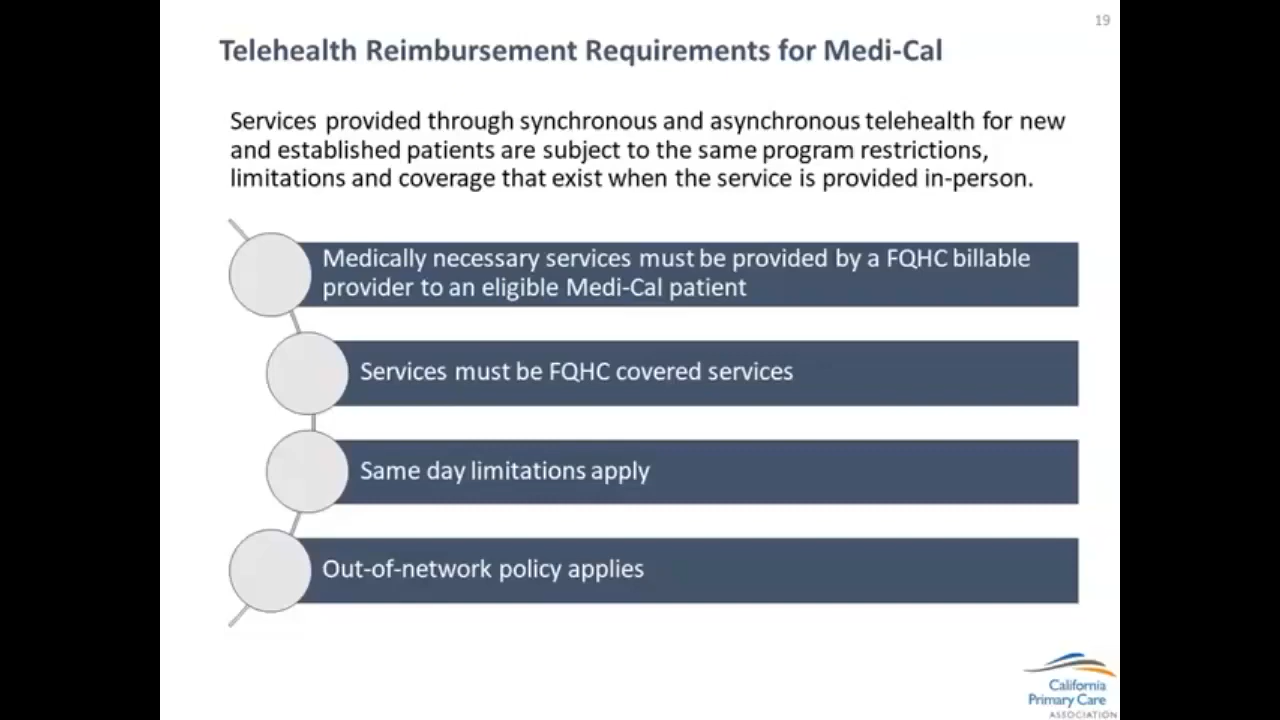 19
Telehealth Reimbursement Requirements for Medi-Cal
Services provided through synchronous and asynchronous telehealth for new
and established patients are subject to the same program restrictions,
limitations and coverage that exist when the service is provided in-person.
Medically necessary services must be provided by a FQHC billable
provider to an eligible Medi-Cal patient
Services must be FQHC covered services
Same day limitations apply
Out-of-network policy applies
California
Primary Care
ASSOCIATION